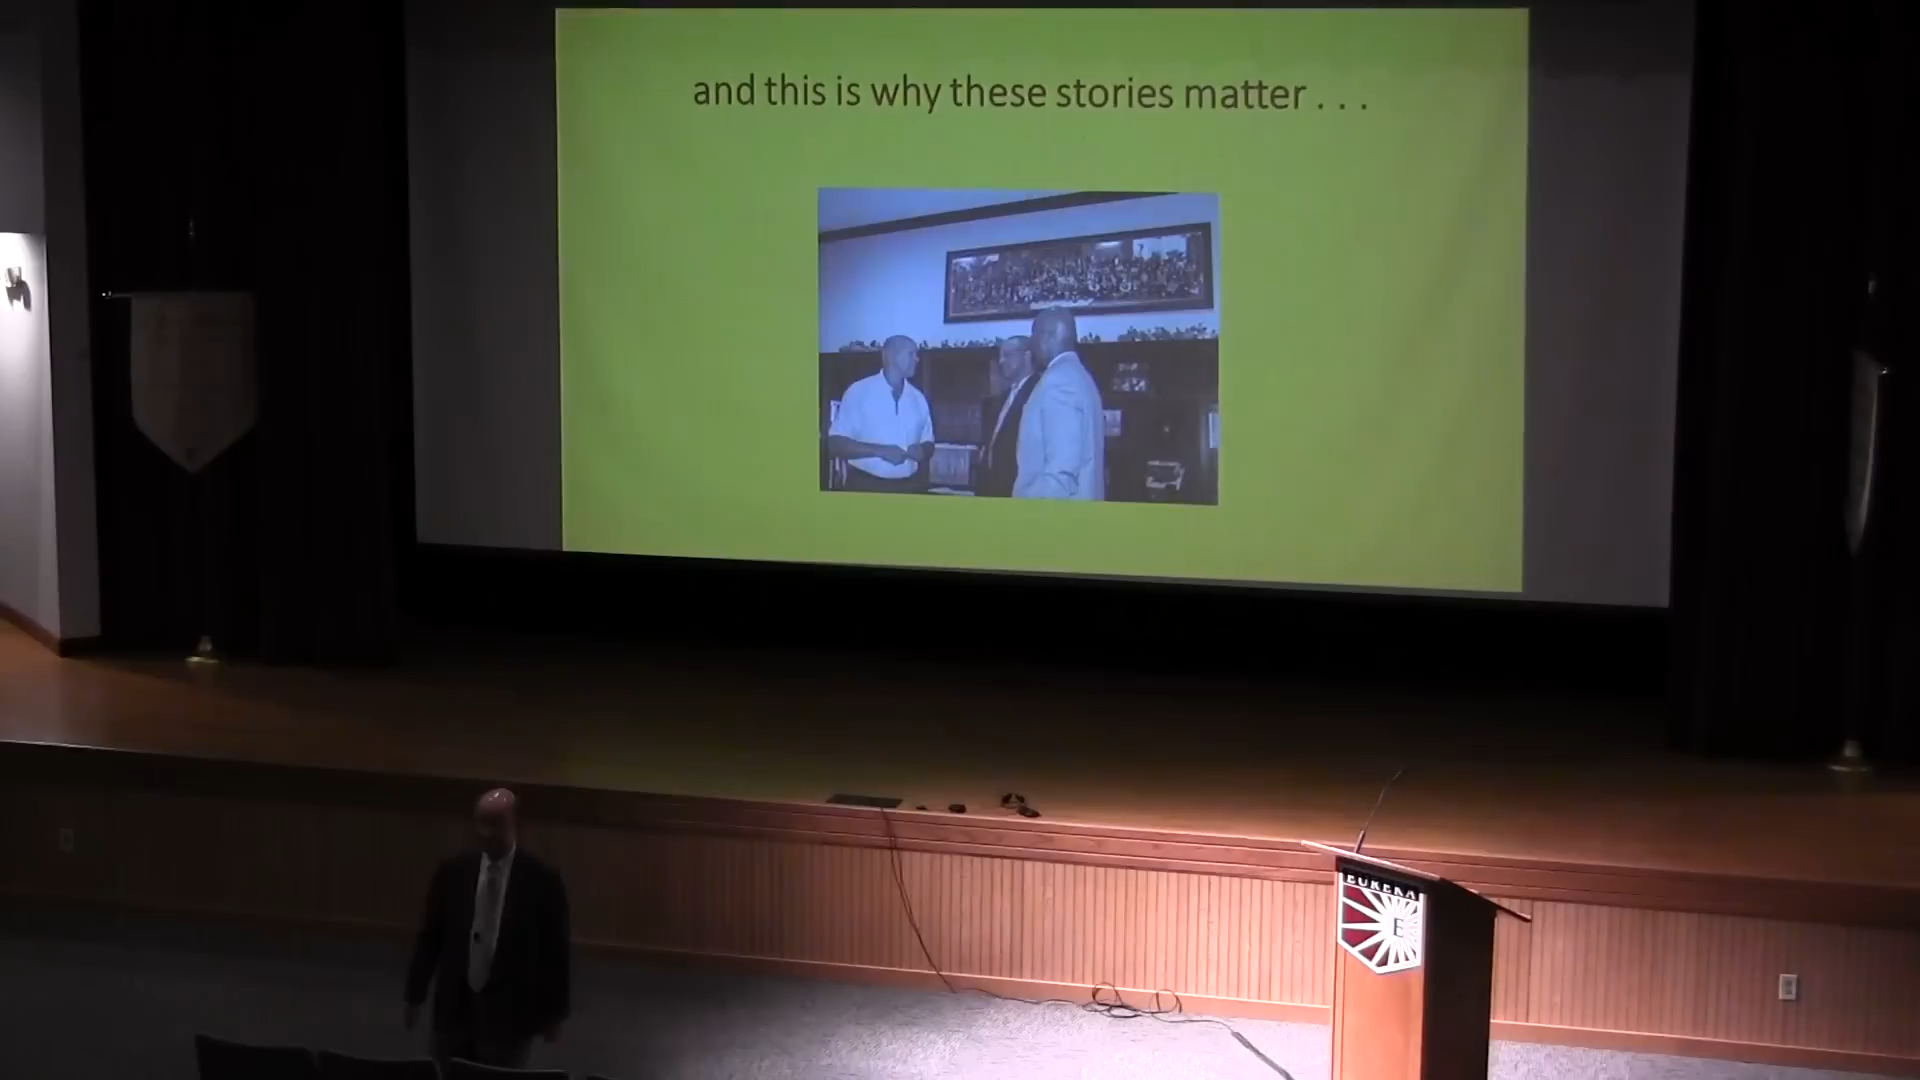 and this is why these stories matter . . .
EUREKA
E